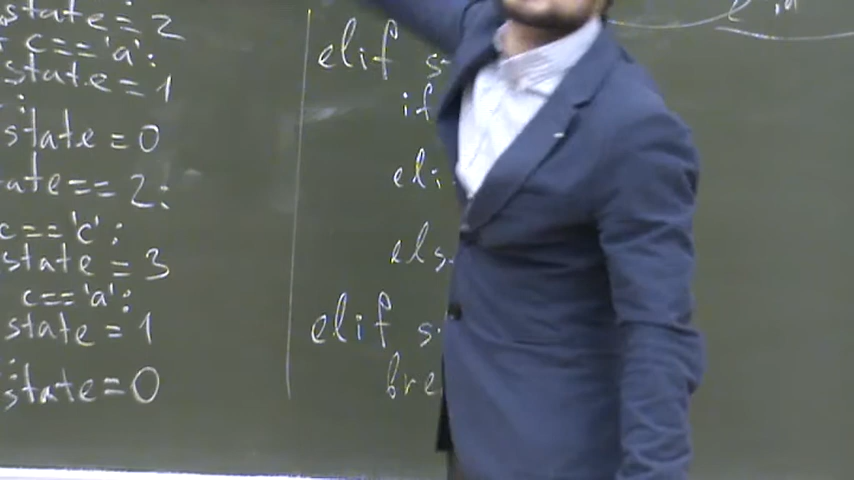 state = 2
c == 'a':
state = 1
:
state = 0
ate == 2:
c == 'c':
state = 3
c == 'a':
state = 1
:
state = 0
elif s
if
eli
els
elif s
bre